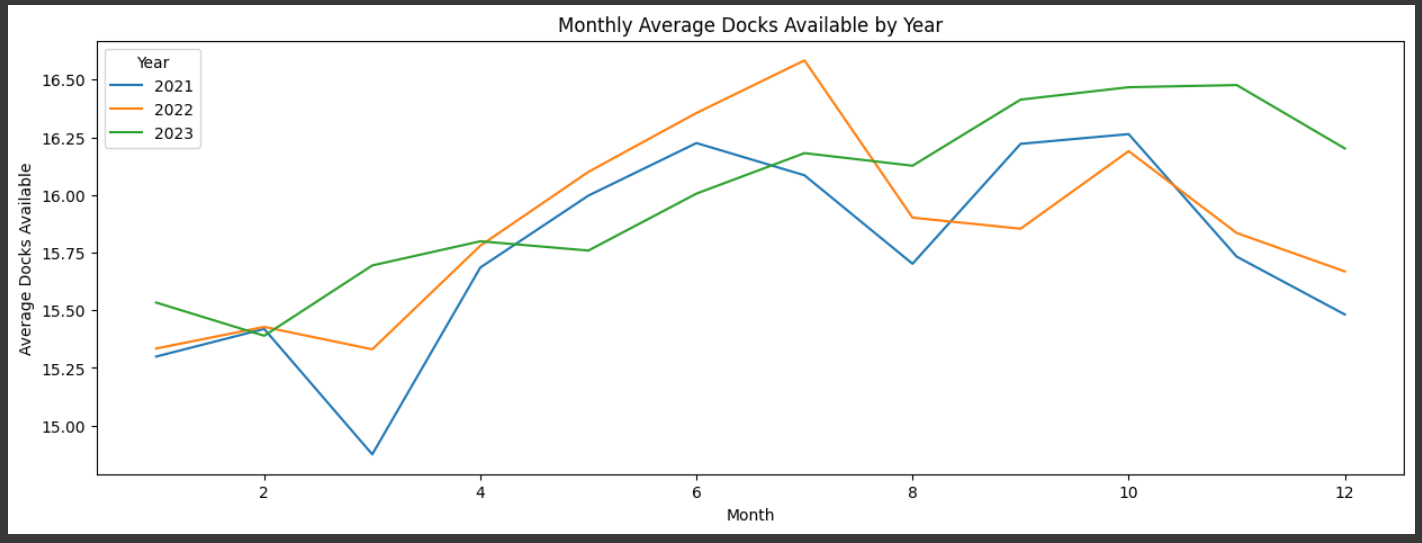 Monthly Average Docks Available by Year
Year
2021
2022
2023
Average Docks Available
16.50
16.25
16.00
15.75
15.50
15.25
15.00
2 4 6 8 10 12
Month